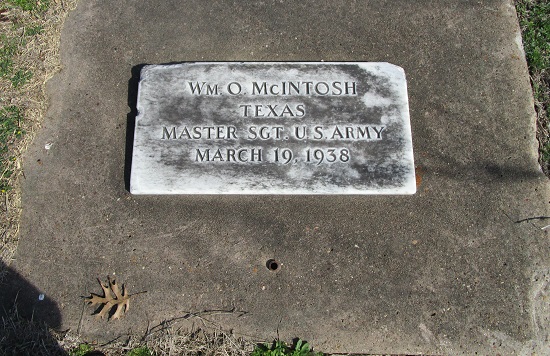 WM. O. MCINTOSH
TEXAS
MASTER SGT. U.S. ARMY
MARCH 19, 1938